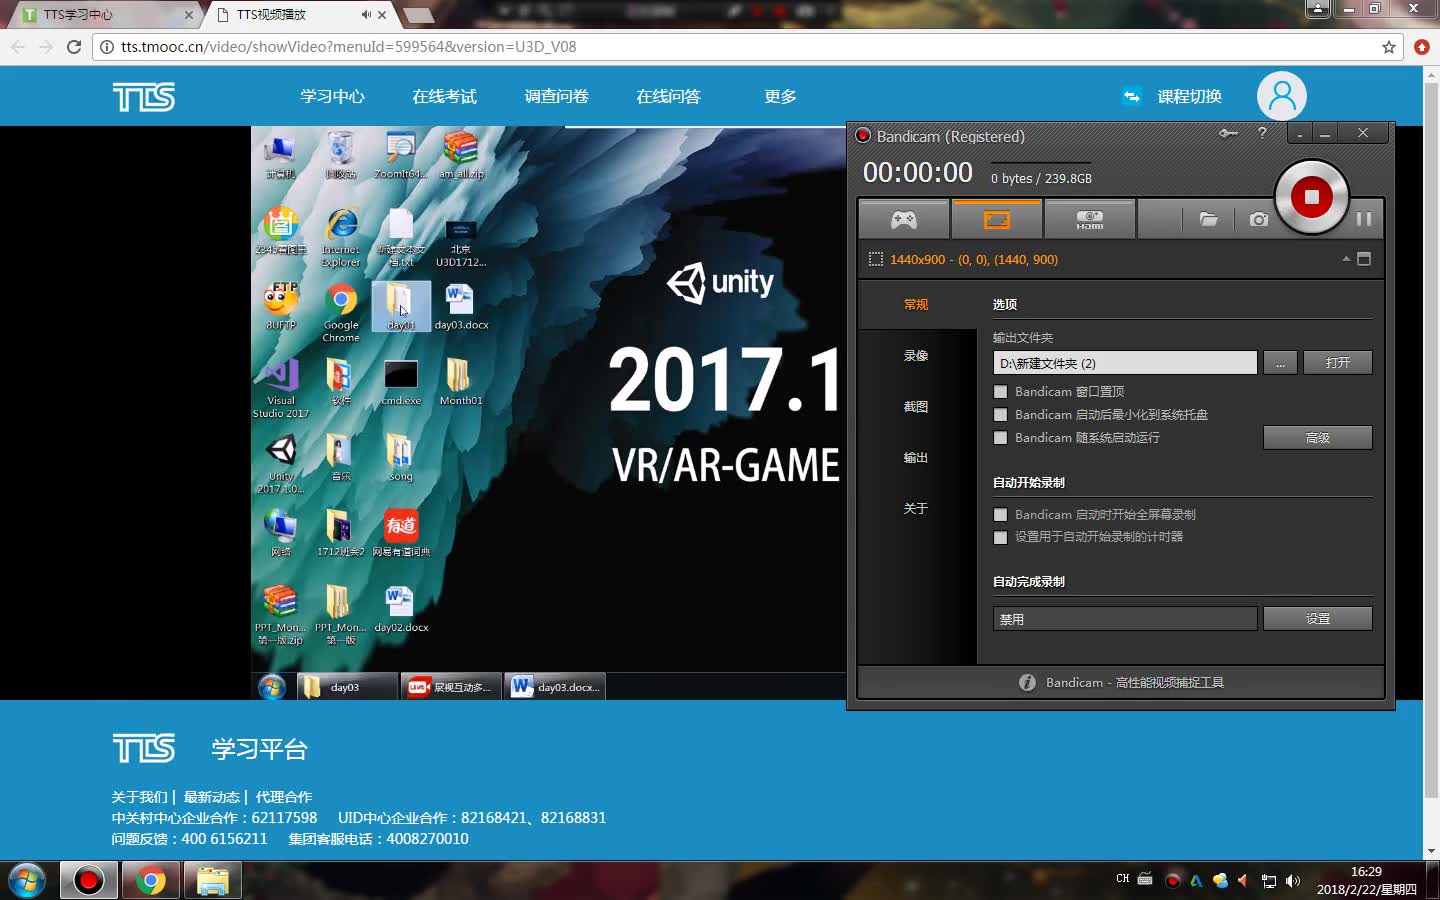 TTS学习中心
TTS视频播放
tts.tmooc.cn/video/showVideo?menuId=599564&version=U3D_V08
TTS
学习中心
在线考试
调查问卷
在线问答
更多
课程切换
计算机
回收站
ZoomIt64...
am_all.zip
2345看图王
Internet Explorer
新建文本文档.txt
北京U3D1712...
8UFTP
Google Chrome
day01
day03.docx
Visual Studio 2017
软件
cmd.exe
Month01
Unity 2017.1.0...
音乐
song
网络
1712班会2
有道
网易有道词典
PPT_Mon...第一版.zip
PPT_Mon...第一版
day02.docx
unity
2017.1
VR/AR-GAME
day03
LIVE
展视互动多...
day03.docx...
Bandicam (Registered)
00:00:00
0 bytes / 239.8GB
HDMI
1440x900 - (0, 0), (1440, 900)
常规
录像
截图
输出
关于
选项
输出文件夹
D:\新建文件夹 (2)
...
打开
Bandicam 窗口置顶
Bandicam 启动后最小化到系统托盘
Bandicam 随系统启动运行
高级
自动开始录制
Bandicam 启动时开始全屏幕录制
设置用于自动开始录制的计时器
自动完成录制
禁用
设置
Bandicam - 高性能视频捕捉工具
TTS 学习平台
关于我们 | 最新动态 | 代理合作
中关村中心企业合作：62117598 UID中心企业合作：82168421、82168831
问题反馈：400 6156211 集团客服电话：4008270010
CH
16:29
2018/2/22/星期四